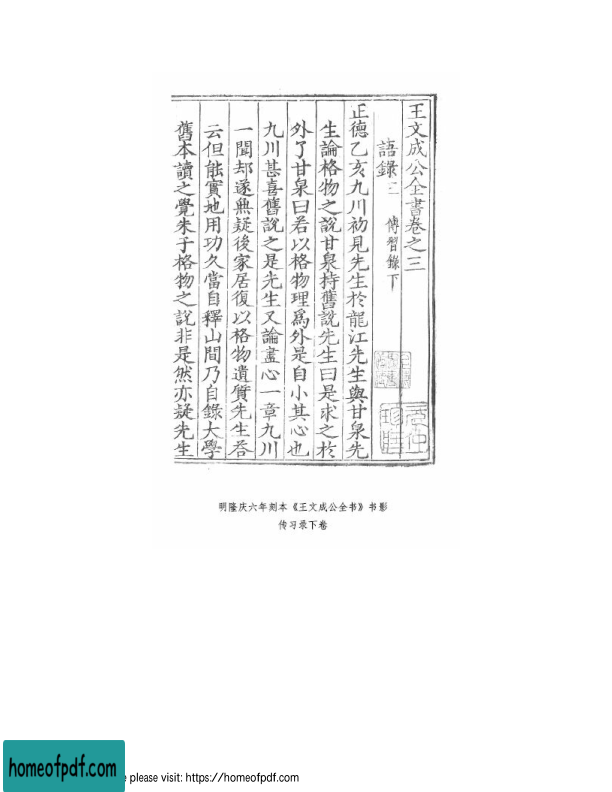 王文成公全書卷之三
語錄三 傳習錄下
正德乙亥九川初見先生於龍江先生與甘泉先
生論格物之說甘泉持舊說先生曰是求之於
外了甘泉曰若以格物理爲外是自小其心也
九川甚喜舊說之是先生又論盡心一章九川
一聞却遂無疑後家居復以格物遺質先生荅
云但能實地用功久當自釋山間乃自錄大學
舊本讀之覺朱子格物之說非是然亦疑先生
明隆庆六年刻本《王文成公全书》书影
传习录下卷
homeofpdf.com
please visit: https://homeofpdf.com